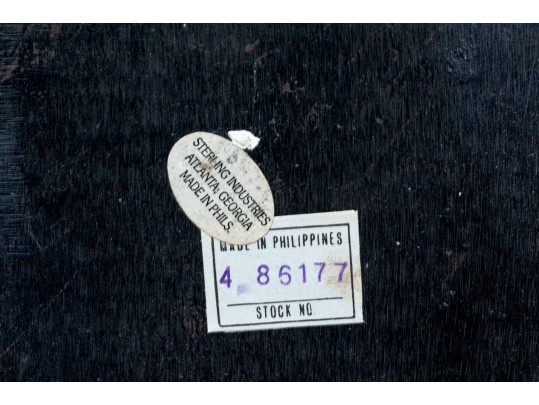 STERLING INDUSTRIES
ATLANTA, GEORGIA
MADE IN PHILS.
MADE IN PHILIPPINES
4 86177
STOCK NO